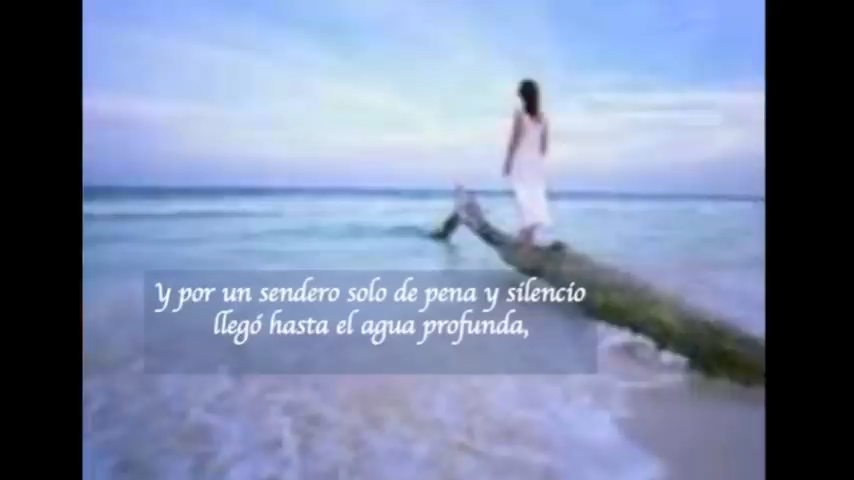 Y por un sendero solo de pena y silencio
llegó hasta el agua profunda,